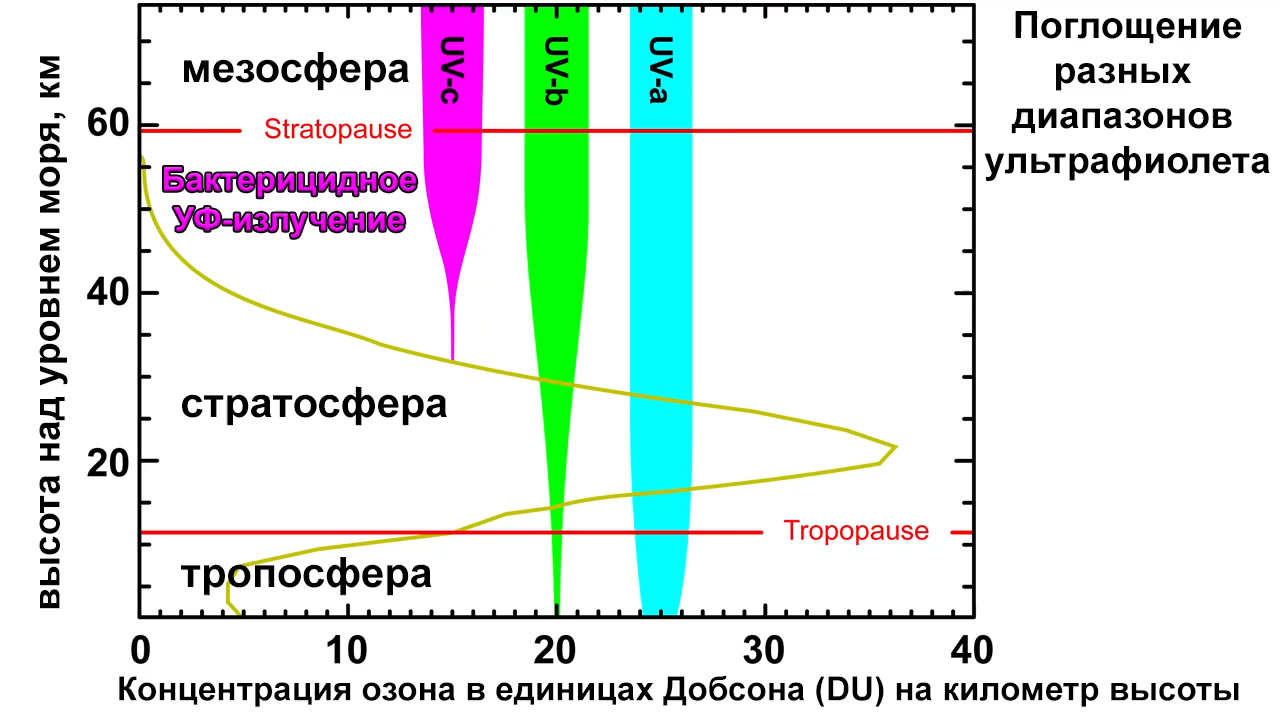 Поглощение
разных
диапазонов
ультрафиолета
высота над уровнем моря, км
60
40
20
мезосфера
UV-c
UV-b
UV-a
Stratopause
Бактерицидное
УФ-излучение
стратосфера
Tropopause
тропосфера
0 10 20 30 40
Концентрация озона в единицах Добсона (DU) на километр высоты